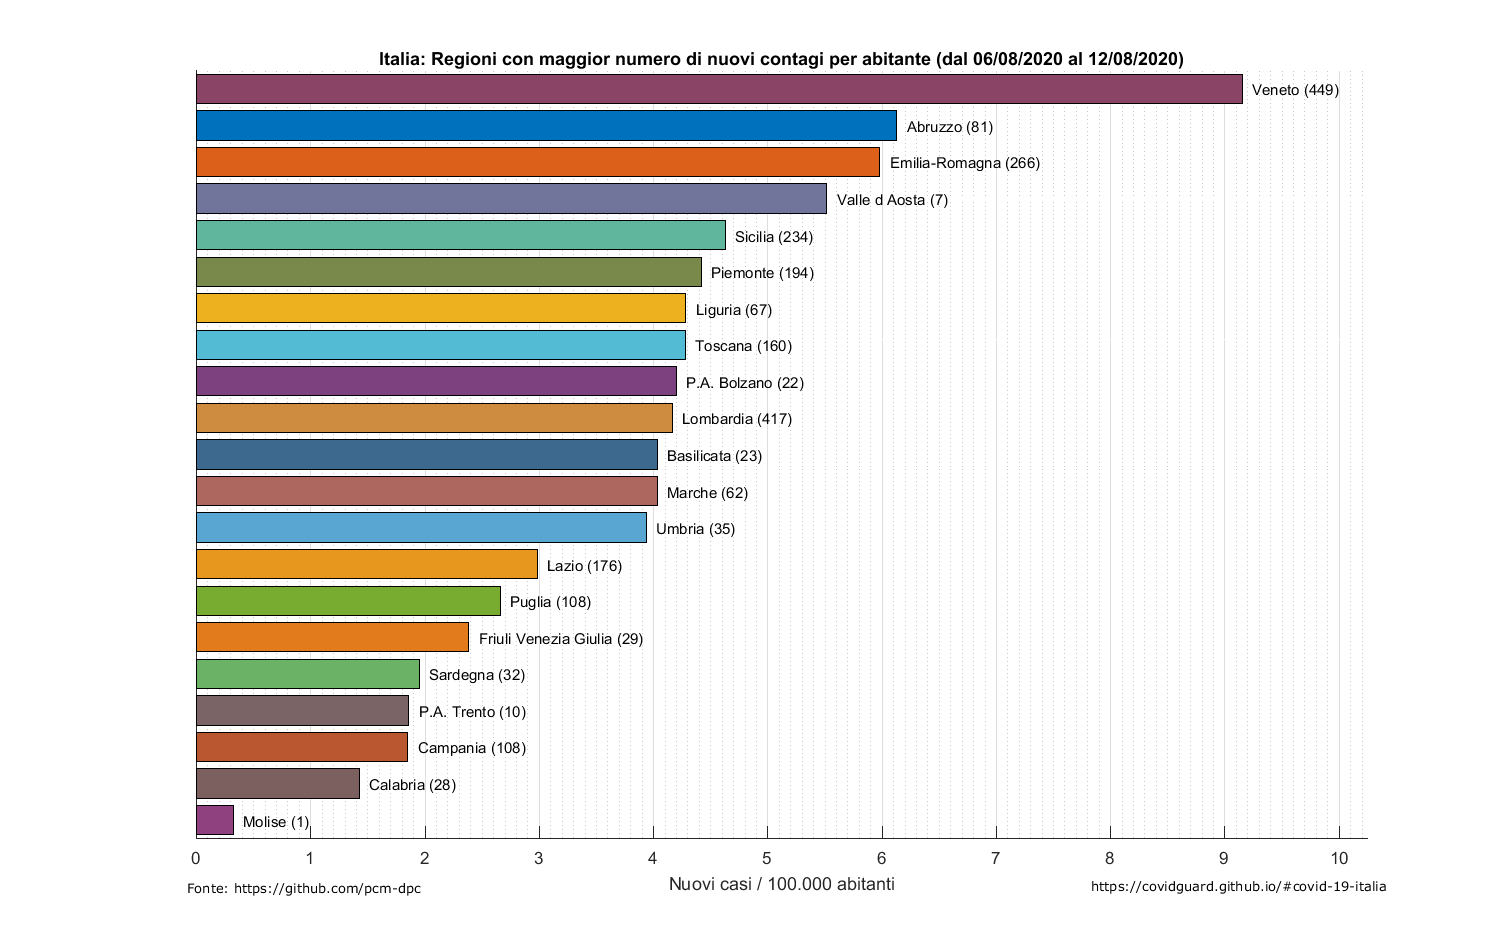 Italia: Regioni con maggior numero di nuovi contagi per abitante (dal 06/08/2020 al 12/08/2020)
Veneto (449)
Abruzzo (81)
Emilia-Romagna (266)
Valle d Aosta (7)
Sicilia (234)
Piemonte (194)
Liguria (67)
Toscana (160)
P.A. Bolzano (22)
Lombardia (417)
Basilicata (23)
Marche (62)
Umbria (35)
Lazio (176)
Puglia (108)
Friuli Venezia Giulia (29)
Sardegna (32)
P.A. Trento (10)
Campania (108)
Calabria (28)
Molise (1)
0 1 2 3 4 5 6 7 8 9 10
Nuovi casi / 100.000 abitanti
Fonte: https://github.com/pcm-dpc
https://covidguard.github.io/#covid-19-italia